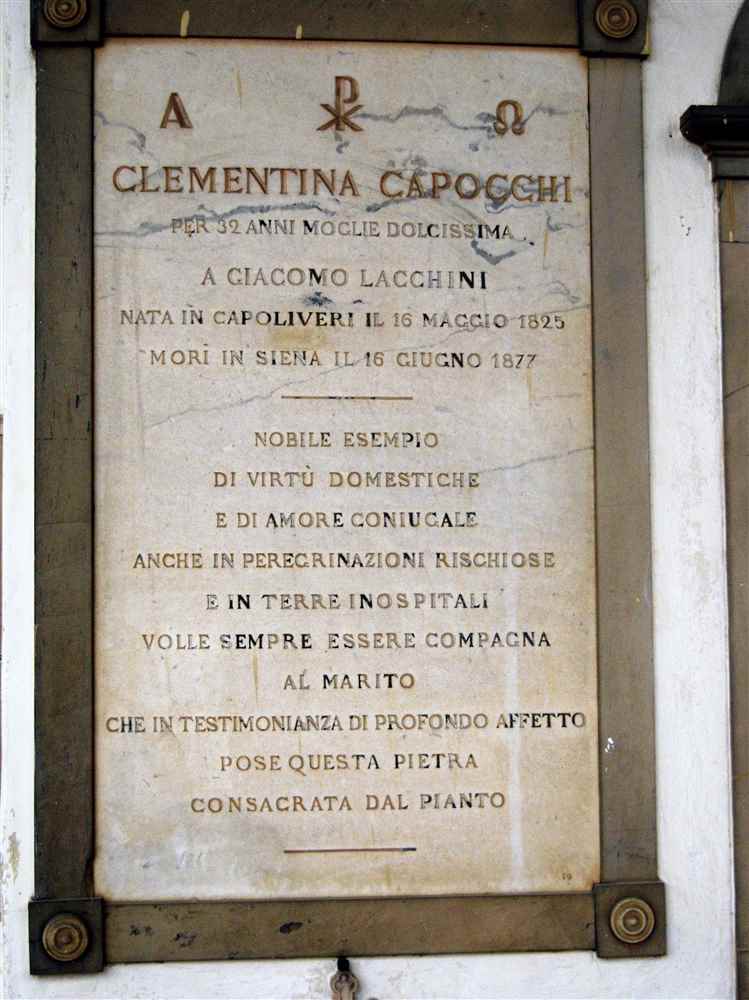 Α ☧ Ω
CLEMENTINA CAPOCCHI
PER 32 ANNI MOGLIE DOLCISSIMA
A GIACOMO LACCHINI
NATA IN CAPOLIVERI IL 16 MAGGIO 1825
MORÌ IN SIENA IL 16 GIUGNO 1877
NOBILE ESEMPIO
DI VIRTÙ DOMESTICHE
E DI AMORE CONIUGALE
ANCHE IN PEREGRINAZIONI RISCHIOSE
E IN TERRE INOSPITALI
VOLLE SEMPRE ESSERE COMPAGNA
AL MARITO
CHE IN TESTIMONIANZA DI PROFONDO AFFETTO
POSE QUESTA PIETRA
CONSACRATA DAL PIANTO